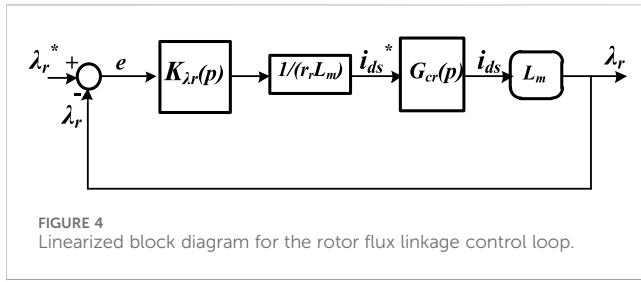 λr* + e Kλr(p) 1/(rrLm) ids* Gcr(p) ids Lm λr
-
λr
FIGURE 4
Linearized block diagram for the rotor flux linkage control loop.